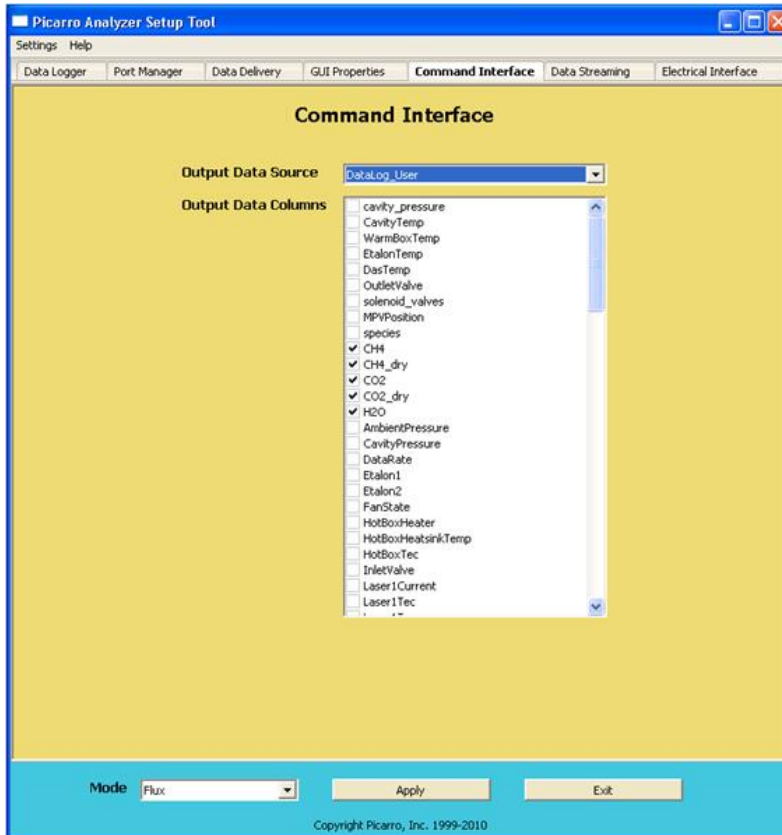 Picarro Analyzer Setup Tool
Settings Help
Data Logger Port Manager Data Delivery GUI Properties Command Interface Data Streaming Electrical Interface
Command Interface
Output Data Source DataLog_User
Output Data Columns cavity_pressure
CavityTemp
WarmBoxTemp
EtalonTemp
DasTemp
OutletValve
solenoid_valves
MPVPosition
species
CH4
CH4_dry
CO2
CO2_dry
H2O
AmbientPressure
CavityPressure
DataRate
Etalon1
Etalon2
FanState
HotBoxHeater
HotBoxHeatsinkTemp
HotBoxTec
InletValve
Laser1Current
Laser1Tec
Mode Flux Apply Exit
Copyright Picarro, Inc. 1999-2010